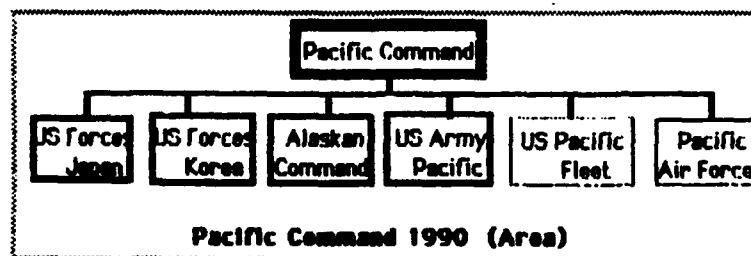 Pacific Command
US Forces
Japan
US Forces
Korea
Alaskan
Command
US Army
Pacific
US Pacific
Fleet
Pacific
Air Force
Pacific Command 1990 (Area)